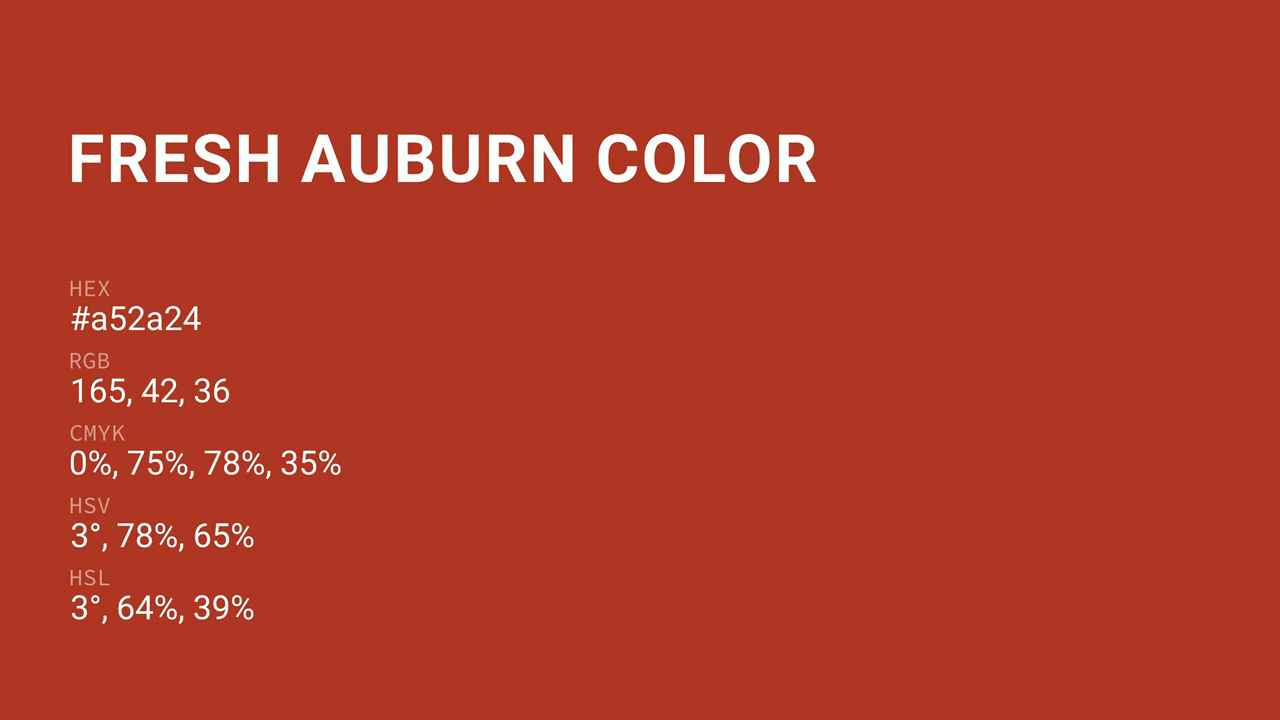 FRESH AUBURN COLOR
HEX
#a52a24
RGB
165, 42, 36
CMYK
0%, 75%, 78%, 35%
HSV
3°, 78%, 65%
HSL
3°, 64%, 39%